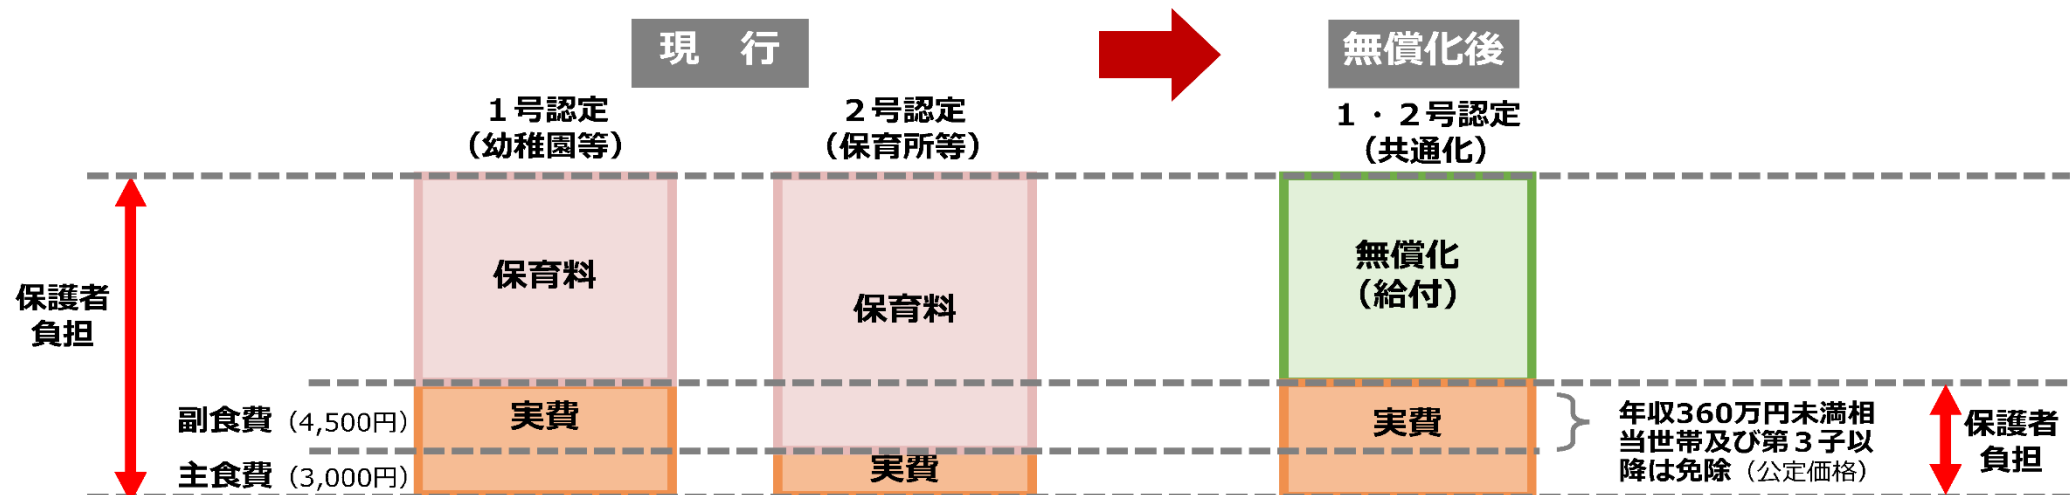 現　行
無償化後
１号認定
（幼稚園等）
２号認定
（保育所等）
１・２号認定
（共通化）
保護者
負担
保育料
保育料
無償化
（給付）
副食費（4,500円）
実費
主食費（3,000円）
実費
実費
年収360万円未満相
当世帯及び第３子以
降は免除（公定価格）
保護者
負担